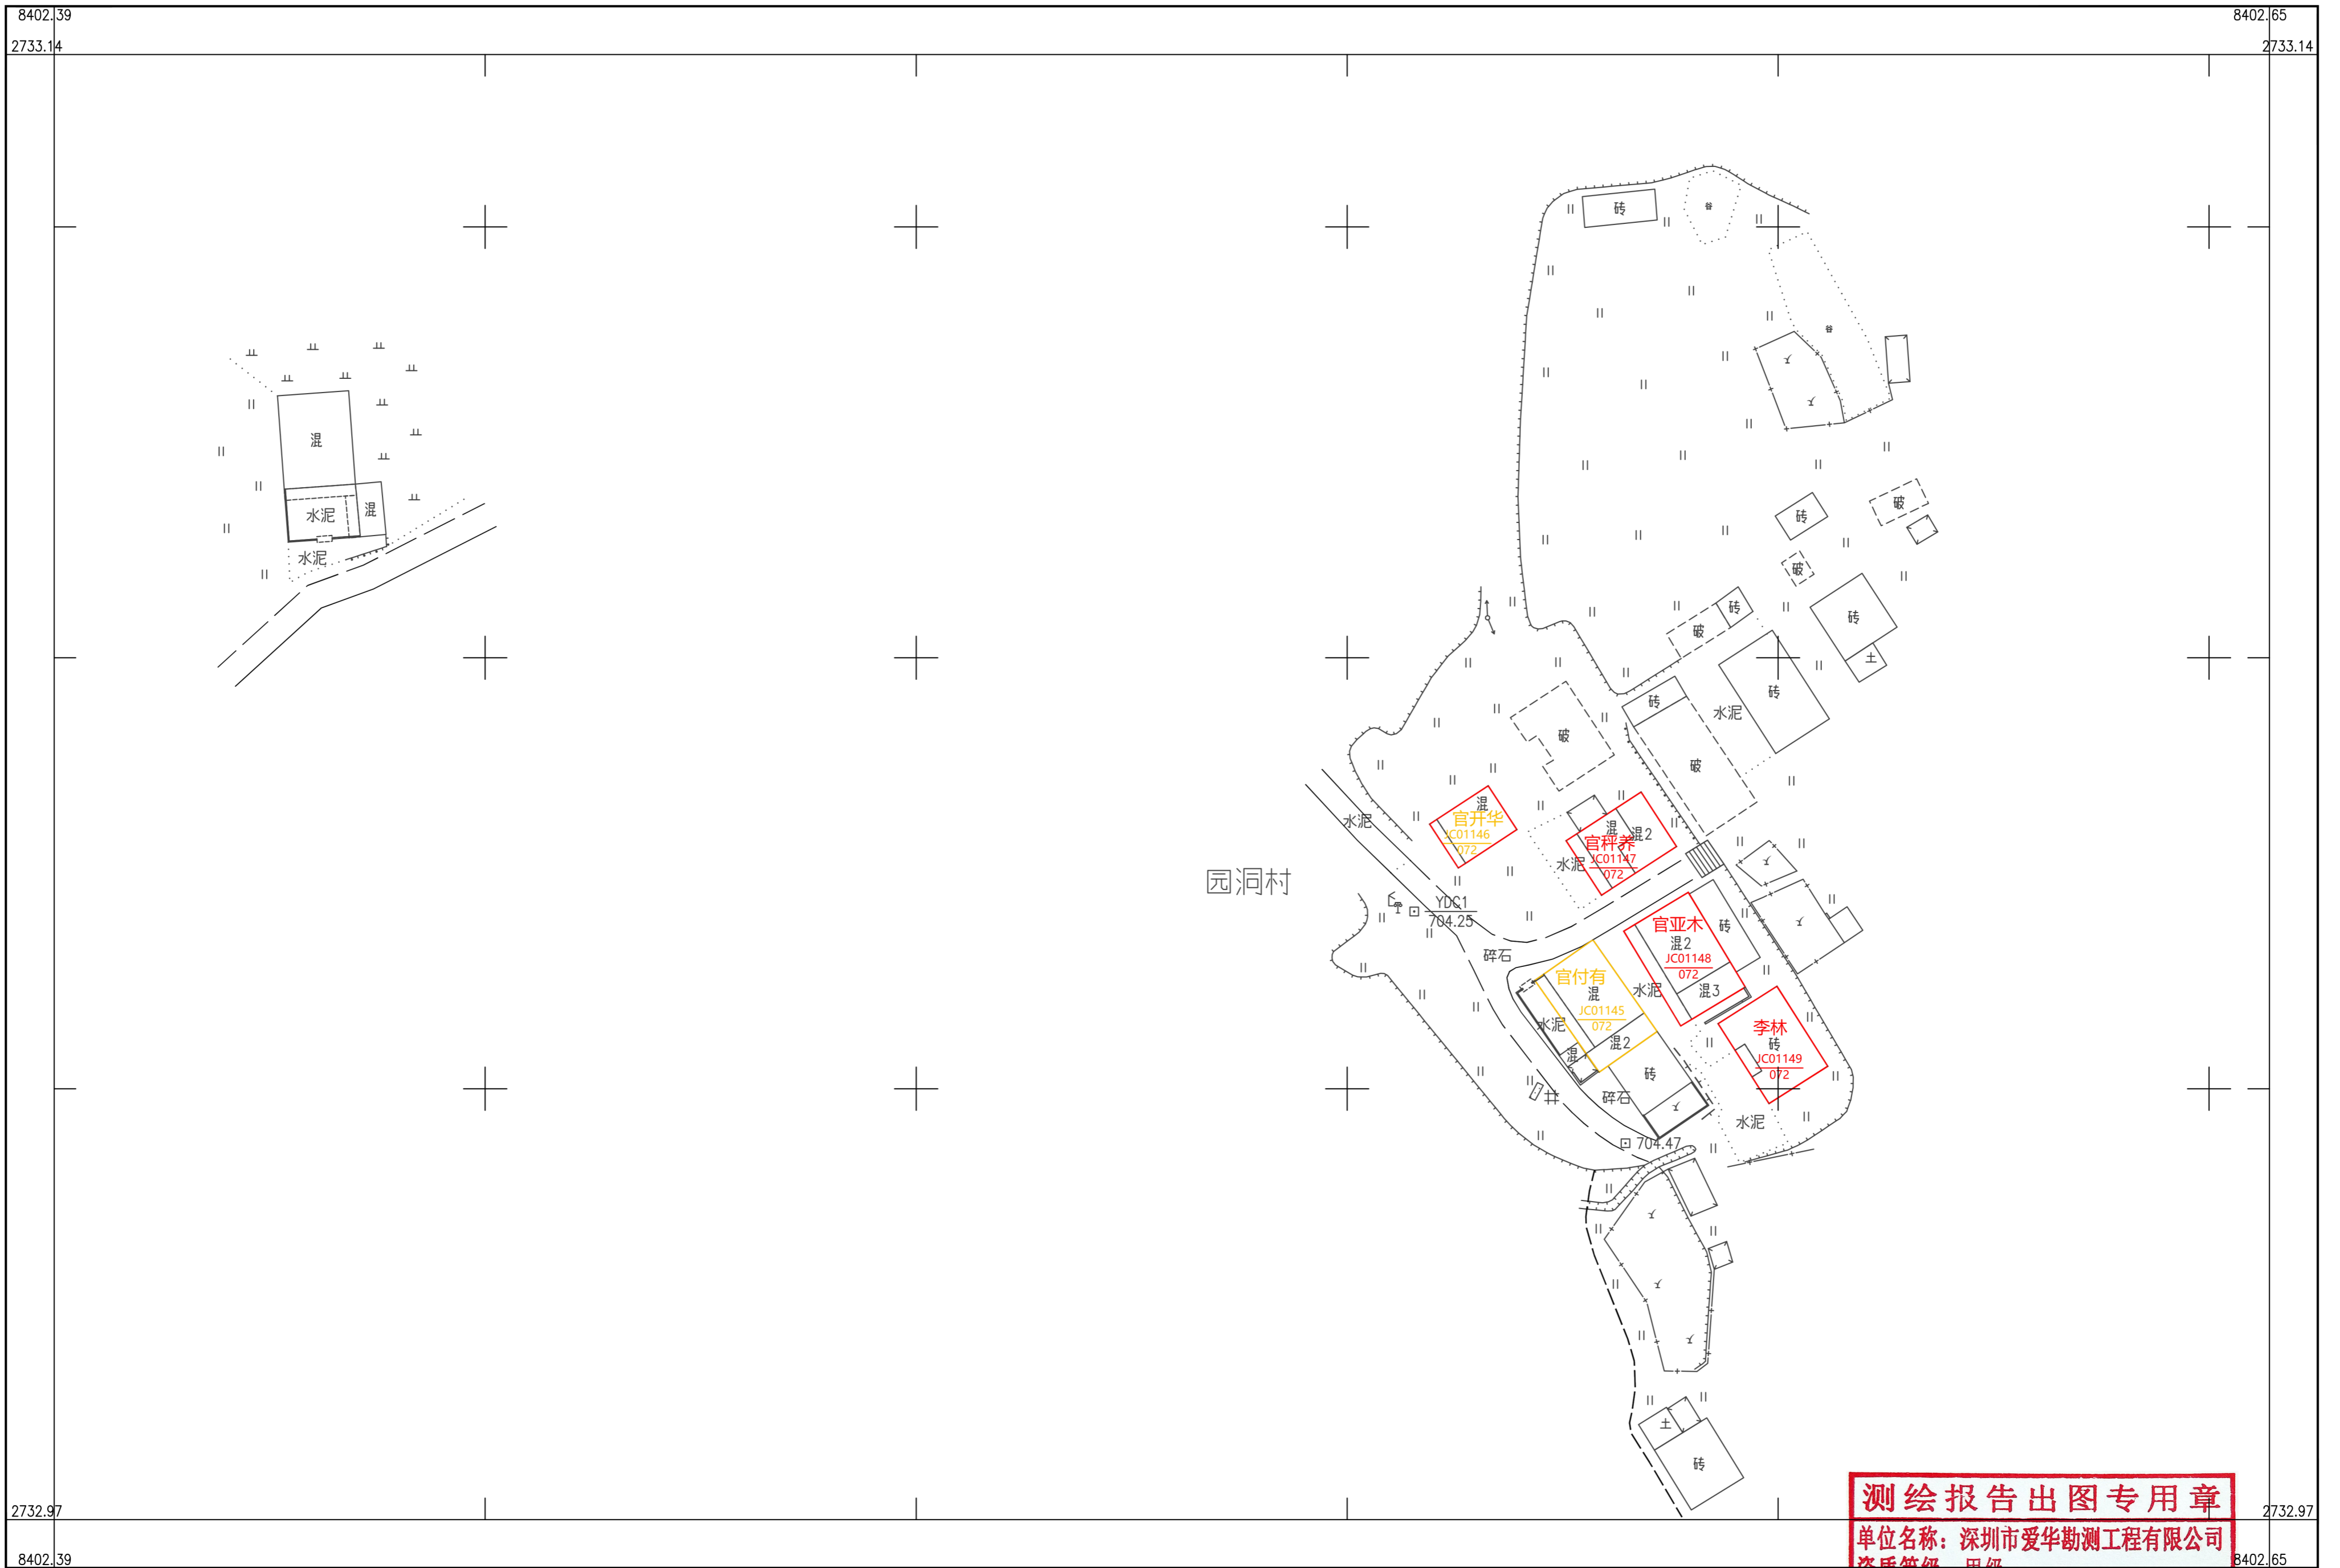 8402.39
8402.65
2733.14
2733.14
砖
混
水泥
混
水泥
砖
破
破
砖
破
砖
土
砖
砖
水泥
破
破
混
官开华
JC01146
072
水泥
混
混2
官秤养
JC01147
072
水泥
园洞村
YDC1
704.25
碎石
官亚木
砖
混2
JC01148
072
混3
水泥
官付有
混
JC01145
072
水泥
混2
混
李林
砖
JC01149
072
砖
井
碎石
水泥
704.47
土
砖
测绘报告出图专用章
单位名称：深圳市爱华勘测工程有限公司
2732.97
2732.97
8402.39
8402.65